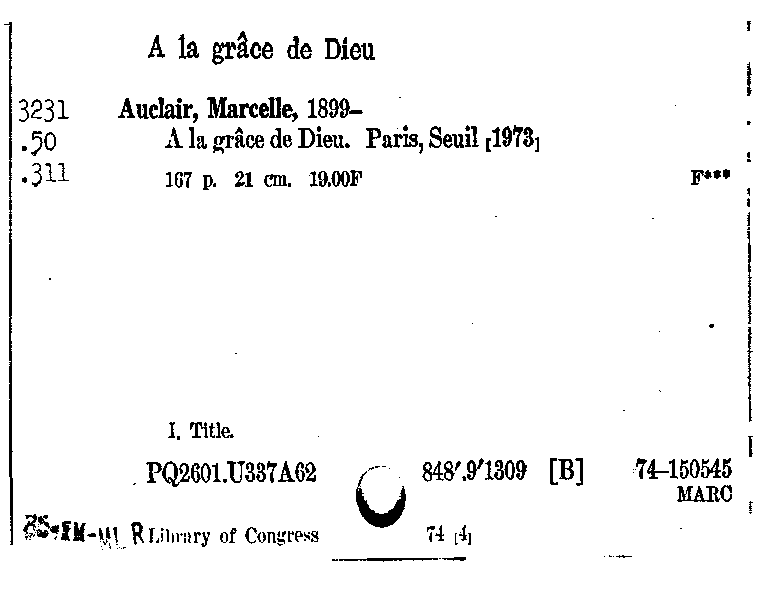 A la grâce de Dieu
3231 Auclair, Marcelle, 1899–
.50 A la grâce de Dieu. Paris, Seuil [1973]
.311 167 p. 21 cm. 19.00F F***
I. Title.
PQ2601.U337A62 848′.9′1309 [B] 74–150545
MARC
R Library of Congress 74 [4]